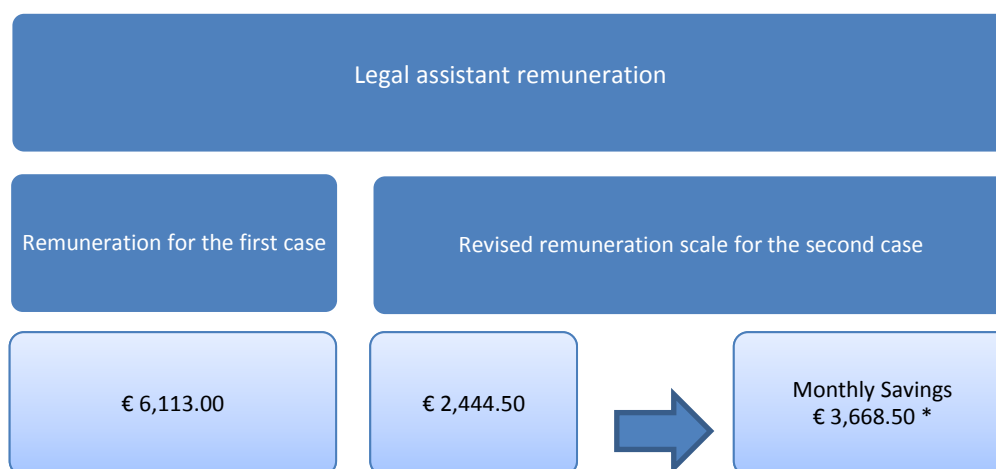 Legal assistant remuneration
Remuneration for the first case
Revised remuneration scale for the second case
€ 6,113.00
€ 2,444.50
Monthly Savings
€ 3,668.50 *